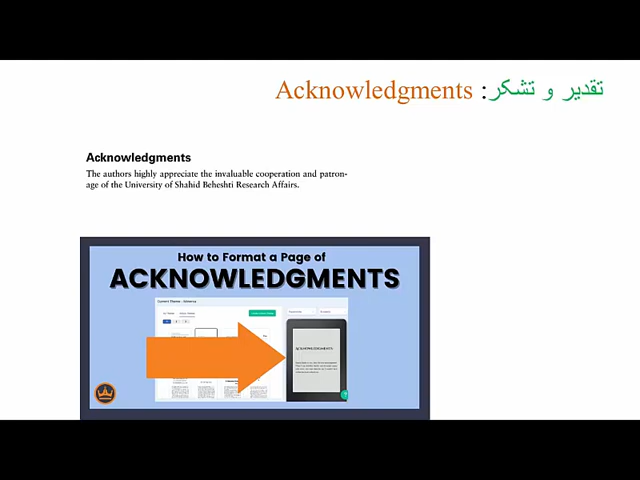 تقدیر و تشکر: Acknowledgments
Acknowledgments
The authors highly appreciate the invaluable cooperation and patron-
age of the University of Shahid Beheshti Research Affairs.
How to Format a Page of
ACKNOWLEDGMENTS
ACKNOWLEDGMENTS